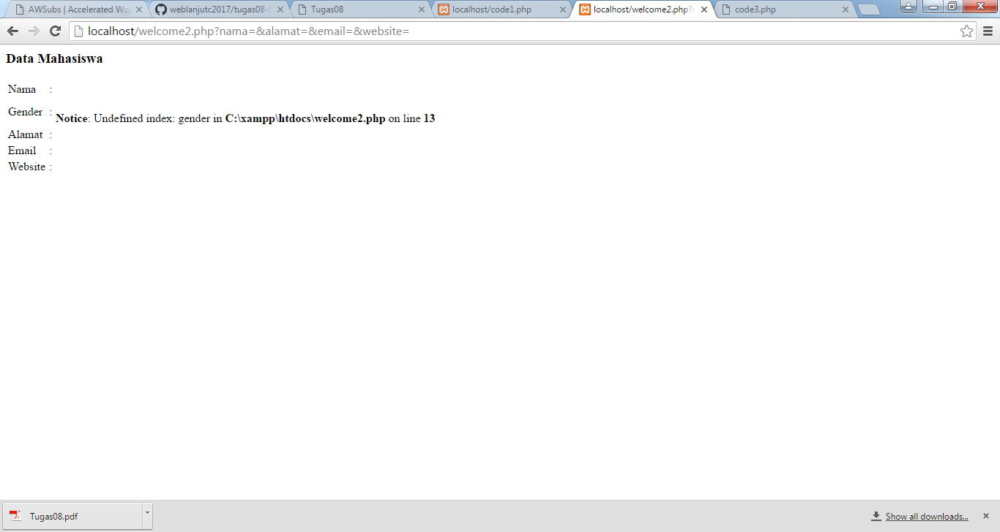 AWSubs | Accelerated Wo
weblanjutc2017/tugas08-
Tugas08
localhost/code1.php
localhost/welcome2.php?
code3.php
localhost/welcome2.php?nama=&alamat=&email=&website=
Data Mahasiswa
Nama :
Gender : Notice: Undefined index: gender in C:\xampp\htdocs\welcome2.php on line 13
Alamat :
Email :
Website :
Tugas08.pdf
Show all downloads...